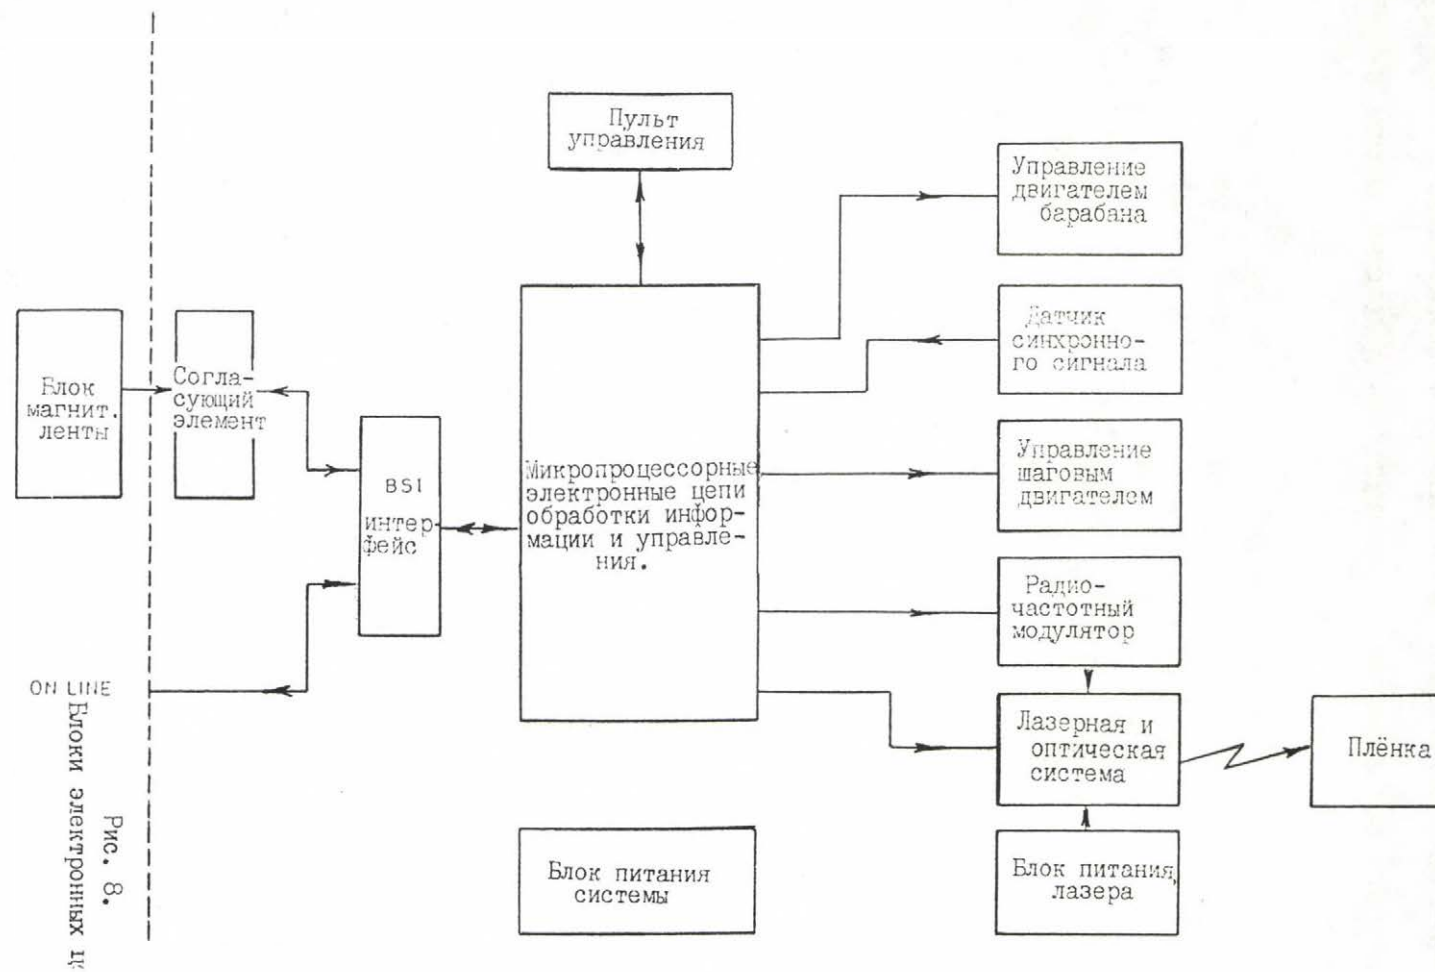 Пульт
управления
Управление
двигателем
барабана
Датчик
синхронно-
го сигнала
Блок
магнит.
ленты
Согла-
сующий
элемент
BSI
интер-
фейс
Микропроцессорные
электронные цепи
обработки инфор-
мации и управле-
ния.
Управление
шаговым
двигателем
Радио-
частотный
модулятор
ON LINE
Лазерная и
оптическая
система
Плёнка
Блок питания
системы
Блок питания
лазера
Рис. 8.
Блоки электронных